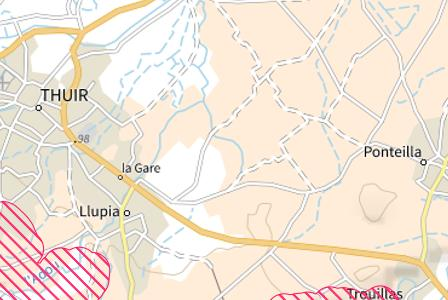 THUIR
.98
la Gare
Ponteilla
Llupia
Trouillas